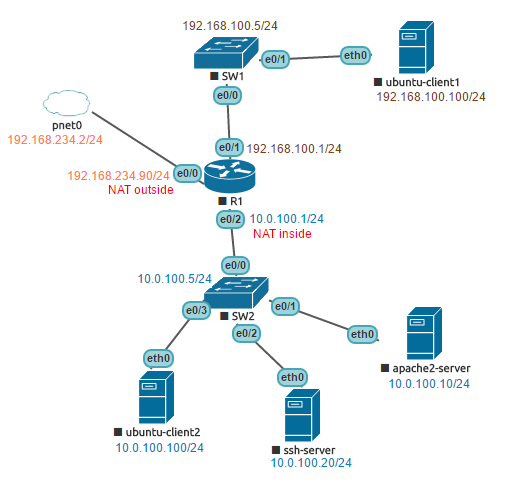 192.168.100.5/24
e0/1
eth0
SW1
ubuntu-client1
e0/0
192.168.100.100/24
pnet0
192.168.234.2/24
e0/1
192.168.100.1/24
192.168.234.90/24
e0/0
NAT outside
R1
e0/2
10.0.100.1/24
NAT inside
e0/0
10.0.100.5/24
e0/3
e0/1
SW2
e0/2
eth0
eth0
apache2-server
10.0.100.10/24
eth0
ubuntu-client2
10.0.100.100/24
ssh-server
10.0.100.20/24